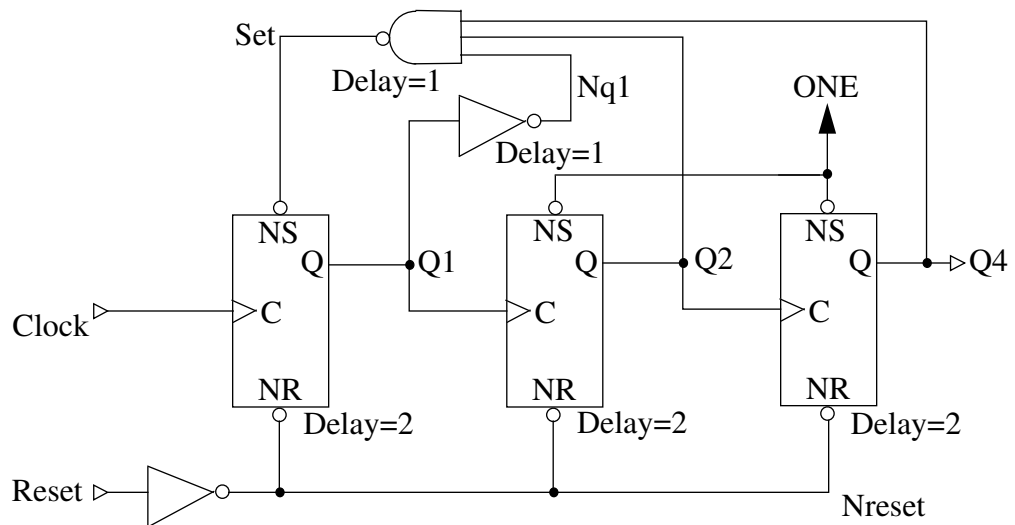 Set
Delay=1
Nq1
ONE
Delay=1
NS
NS
NS
Q
Q1
Q
Q2
Q
Q4
Clock
C
C
C
NR
NR
NR
Delay=2
Delay=2
Delay=2
Reset
Nreset